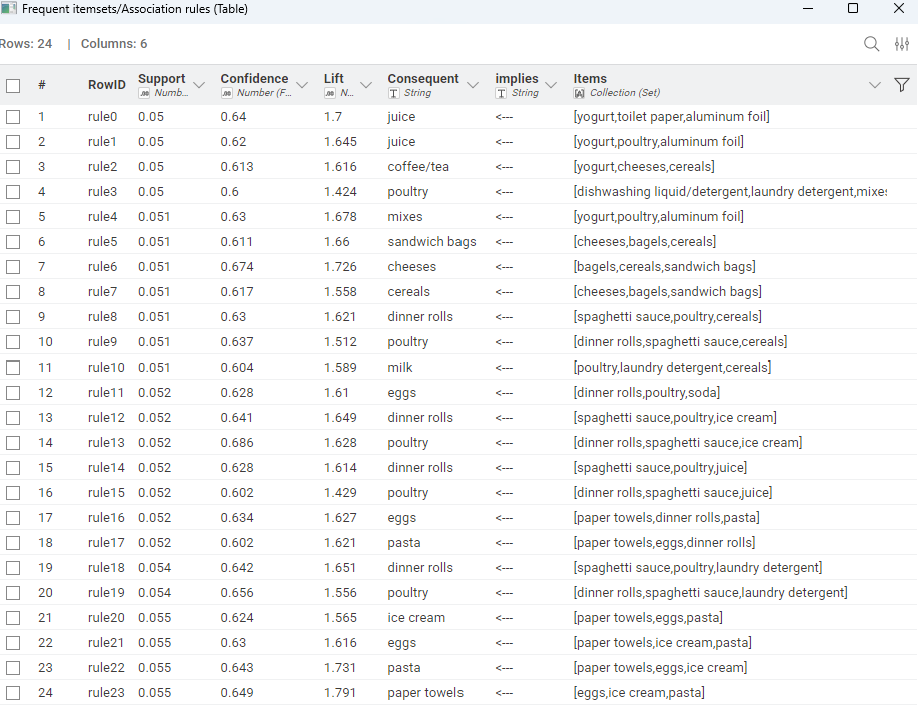 Frequent itemsets/Association rules (Table)
Rows: 24 | Columns: 6
# RowID Support Confidence Lift Consequent implies Items
Numb... Number (F... N... String String Collection (Set)
1 rule0 0.05 0.64 1.7 juice <--- [yogurt,toilet paper,aluminum foil]
2 rule1 0.05 0.62 1.645 juice <--- [yogurt,poultry,aluminum foil]
3 rule2 0.05 0.613 1.616 coffee/tea <--- [yogurt,cheeses,cereals]
4 rule3 0.05 0.6 1.424 poultry <--- [dishwashing liquid/detergent,laundry detergent,mixes
5 rule4 0.051 0.63 1.678 mixes <--- [yogurt,poultry,aluminum foil]
6 rule5 0.051 0.611 1.66 sandwich bags <--- [cheeses,bagels,cereals]
7 rule6 0.051 0.674 1.726 cheeses <--- [bagels,cereals,sandwich bags]
8 rule7 0.051 0.617 1.558 cereals <--- [cheeses,bagels,sandwich bags]
9 rule8 0.051 0.63 1.621 dinner rolls <--- [spaghetti sauce,poultry,cereals]
10 rule9 0.051 0.637 1.512 poultry <--- [dinner rolls,spaghetti sauce,cereals]
11 rule10 0.051 0.604 1.589 milk <--- [poultry,laundry detergent,cereals]
12 rule11 0.052 0.628 1.61 eggs <--- [dinner rolls,poultry,soda]
13 rule12 0.052 0.641 1.649 dinner rolls <--- [spaghetti sauce,poultry,ice cream]
14 rule13 0.052 0.686 1.628 poultry <--- [dinner rolls,spaghetti sauce,ice cream]
15 rule14 0.052 0.628 1.614 dinner rolls <--- [spaghetti sauce,poultry,juice]
16 rule15 0.052 0.602 1.429 poultry <--- [dinner rolls,spaghetti sauce,juice]
17 rule16 0.052 0.634 1.627 eggs <--- [paper towels,dinner rolls,pasta]
18 rule17 0.052 0.602 1.621 pasta <--- [paper towels,eggs,dinner rolls]
19 rule18 0.054 0.642 1.651 dinner rolls <--- [spaghetti sauce,poultry,laundry detergent]
20 rule19 0.054 0.656 1.556 poultry <--- [dinner rolls,spaghetti sauce,laundry detergent]
21 rule20 0.055 0.624 1.565 ice cream <--- [paper towels,eggs,pasta]
22 rule21 0.055 0.63 1.616 eggs <--- [paper towels,ice cream,pasta]
23 rule22 0.055 0.643 1.731 pasta <--- [paper towels,eggs,ice cream]
24 rule23 0.055 0.649 1.791 paper towels <--- [eggs,ice cream,pasta]